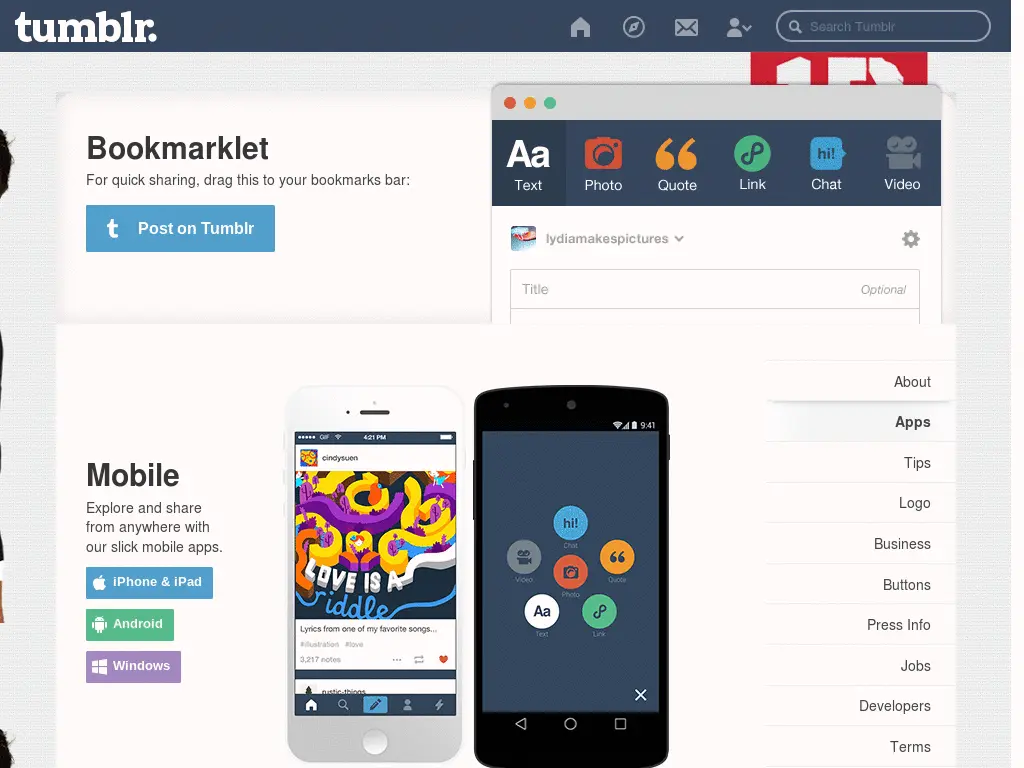 tumblr.
Search Tumblr
Bookmarklet
For quick sharing, drag this to your bookmarks bar:
t Post on Tumblr
Aa
Text
Photo
Quote
Link
hi!
Chat
Video
lydiamakespictures
Title
Optional
Mobile
Explore and share
from anywhere with
our slick mobile apps.
iPhone & iPad
Android
Windows
GIF 4:21 PM
cindysuen
LOVE IS A
riddle
Lyrics from one of my favorite songs...
#illustration #love
3,217 notes
rustic-things
9:41
hi!
Chat
Video
Quote
Photo
Aa
Text
Link
About
Apps
Tips
Logo
Business
Buttons
Press Info
Jobs
Developers
Terms